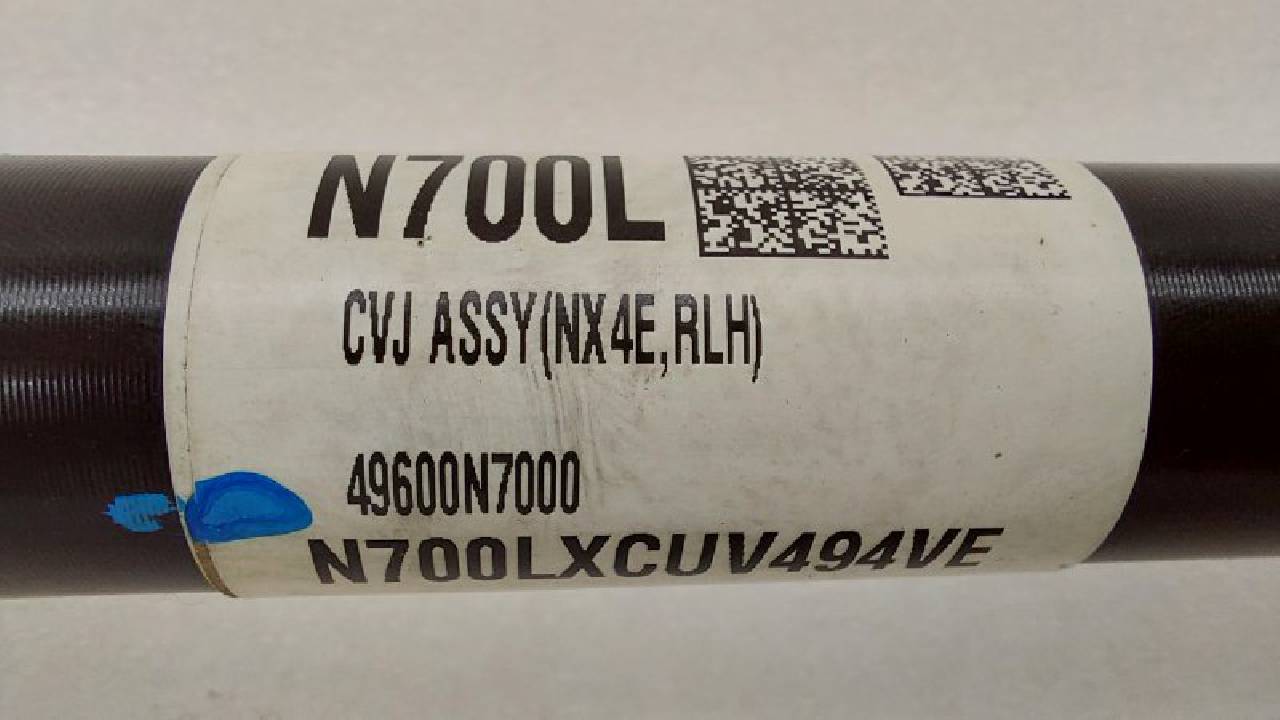 N700L
CVJ ASSY(NX4E,RLH)
49600N7000
N700LXCUV494VE